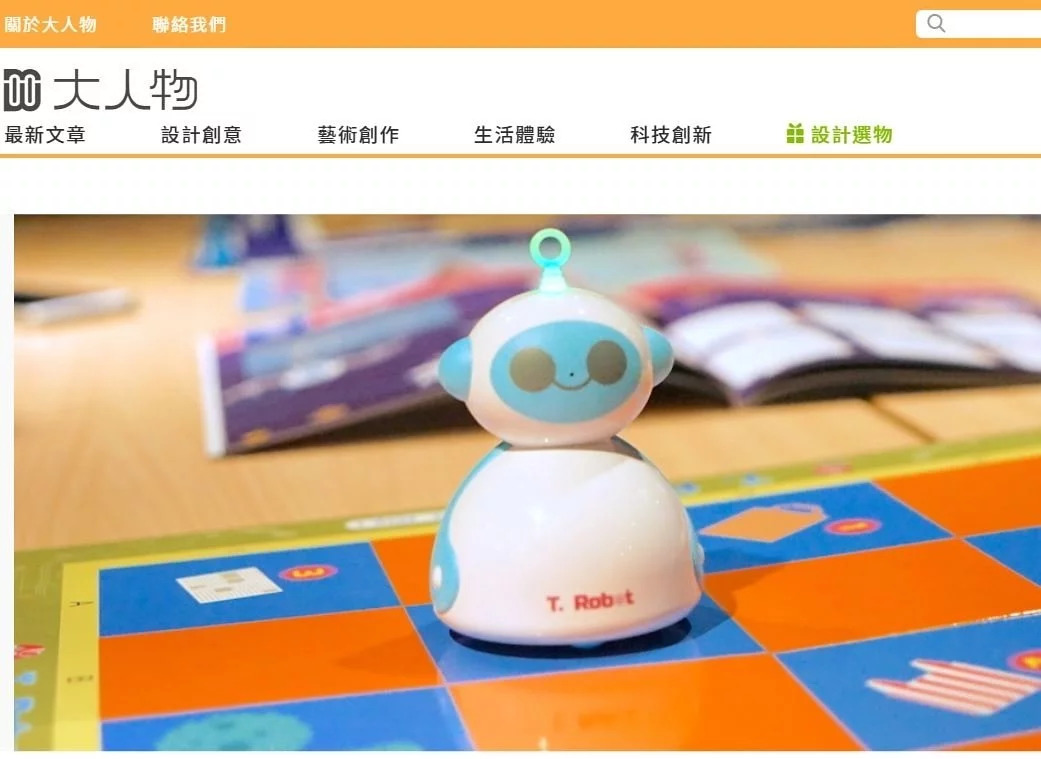 關於大人物
聯絡我們
大人物
最新文章
設計創意
藝術創作
生活體驗
科技創新
設計選物
T. Robot
A
B